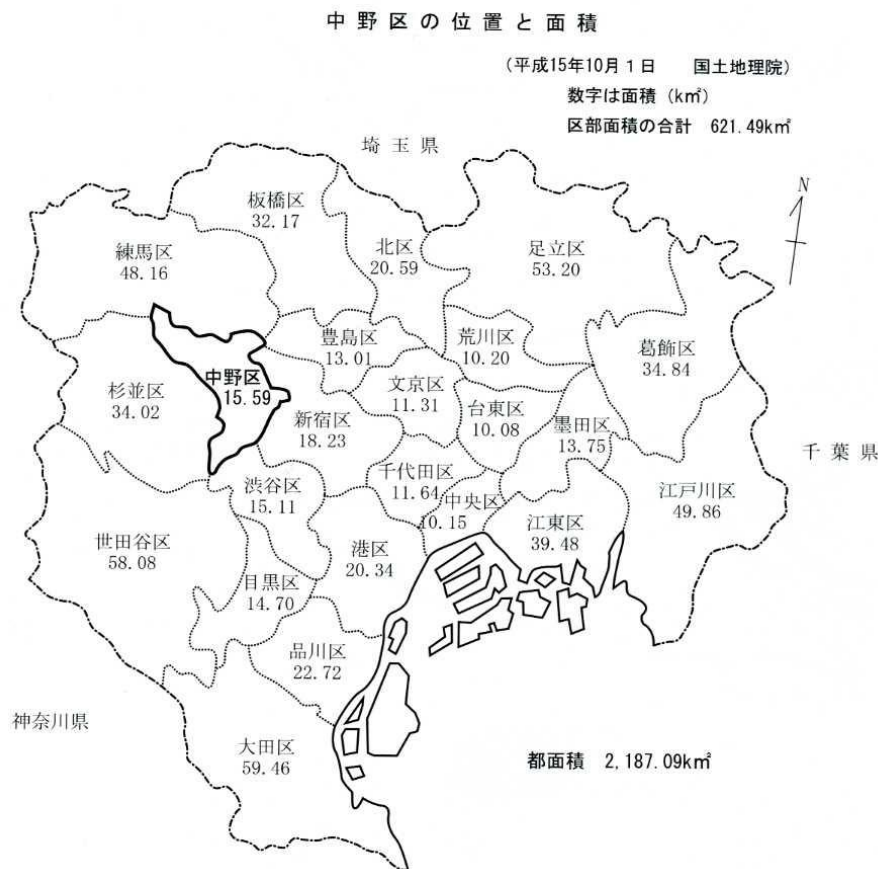 中野区の位置と面積
(平成15年10月1日　国土地理院)
数字は面積 (k㎡)
区部面積の合計 621.49k㎡
埼玉県
N
板橋区
32.17
北区
20.59
足立区
53.20
練馬区
48.16
豊島区
13.01
荒川区
10.20
葛飾区
34.84
中野区
15.59
杉並区
34.02
文京区
11.31
台東区
10.08
新宿区
18.23
墨田区
13.75
千葉県
千代田区
11.64
渋谷区
15.11
中央区
10.15
江戸川区
49.86
江東区
39.48
世田谷区
58.08
港区
20.34
目黒区
14.70
品川区
22.72
神奈川県
大田区
59.46
都面積 2,187.09k㎡